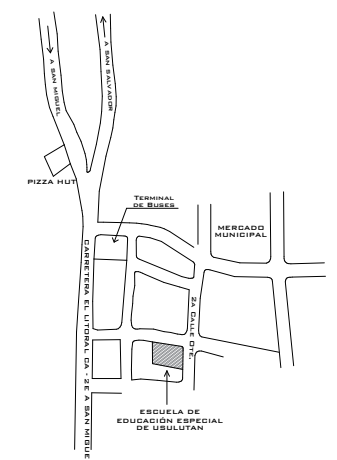 A SAN MIGUEL
A SAN SALVADOR
PIZZA HUT
TERMINAL
DE BUSES
MERCADO
MUNICIPAL
CARRETERA EL LITORAL CA - 2E A SAN MIGUE
2A CALLE OTE.
ESCUELA DE
EDUCACIÓN ESPECIAL
DE USULUTAN